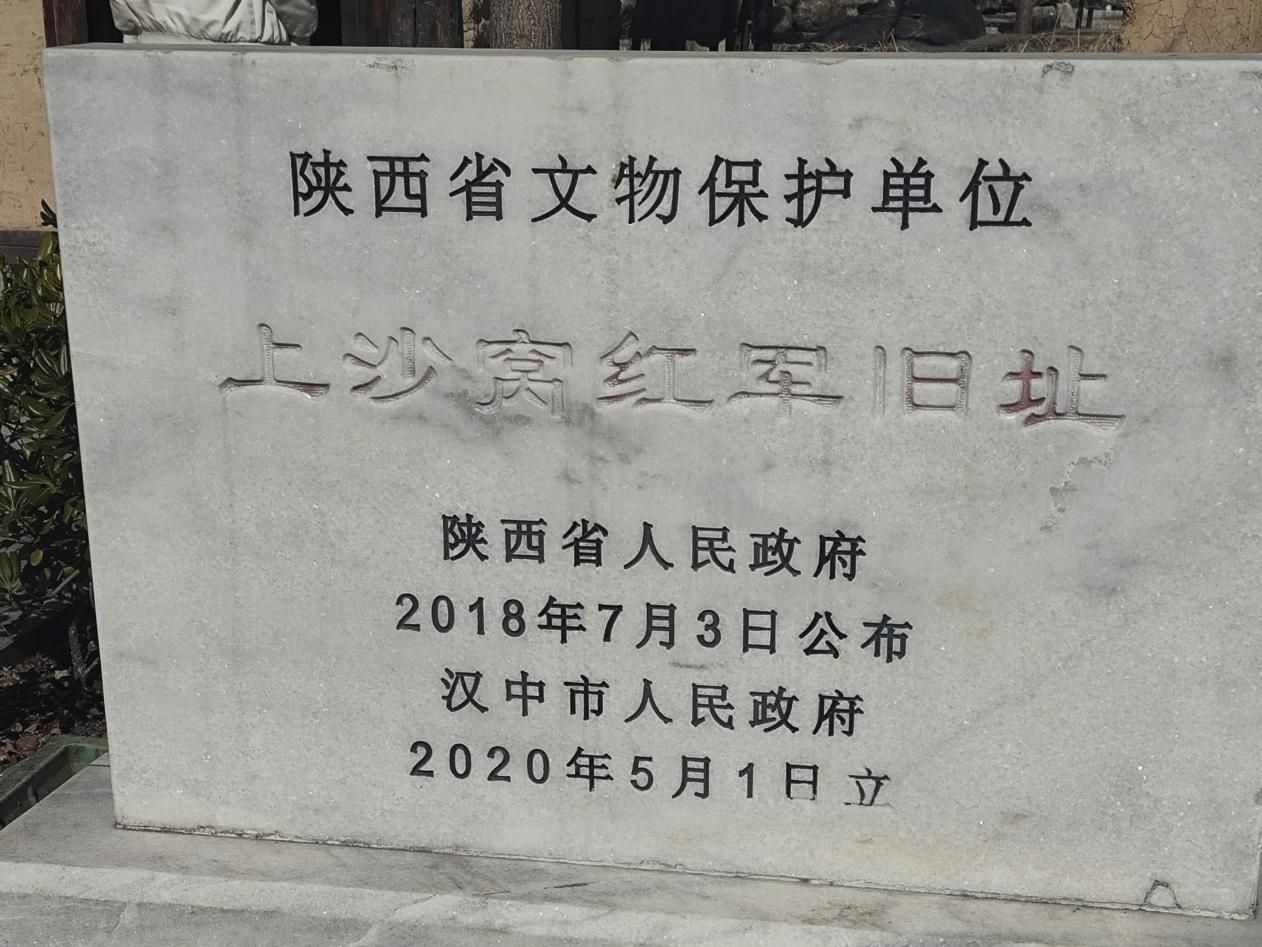 陕西省文物保护单位
上沙窝红军旧址
陕西省人民政府
2018年7月3日公布
汉中市人民政府
2020年5月1日立